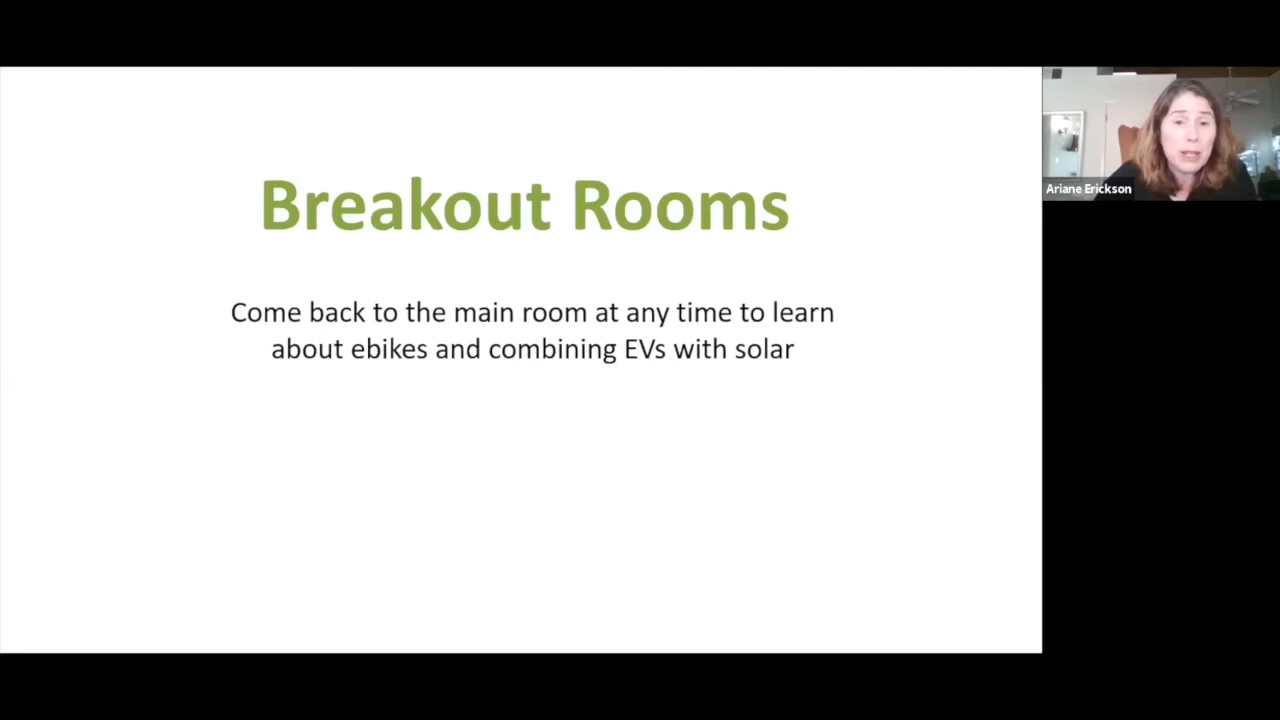 Breakout Rooms
Come back to the main room at any time to learn
about ebikes and combining EVs with solar
Ariane Erickson